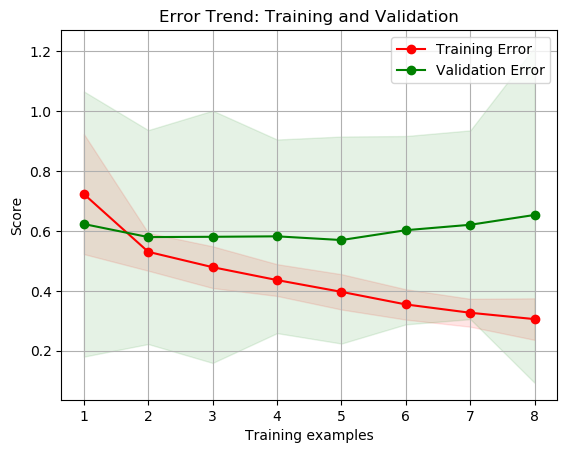 Error Trend: Training and Validation
1.2
1.0
0.8
0.6
0.4
0.2
Score
Training Error
Validation Error
1 2 3 4 5 6 7 8
Training examples